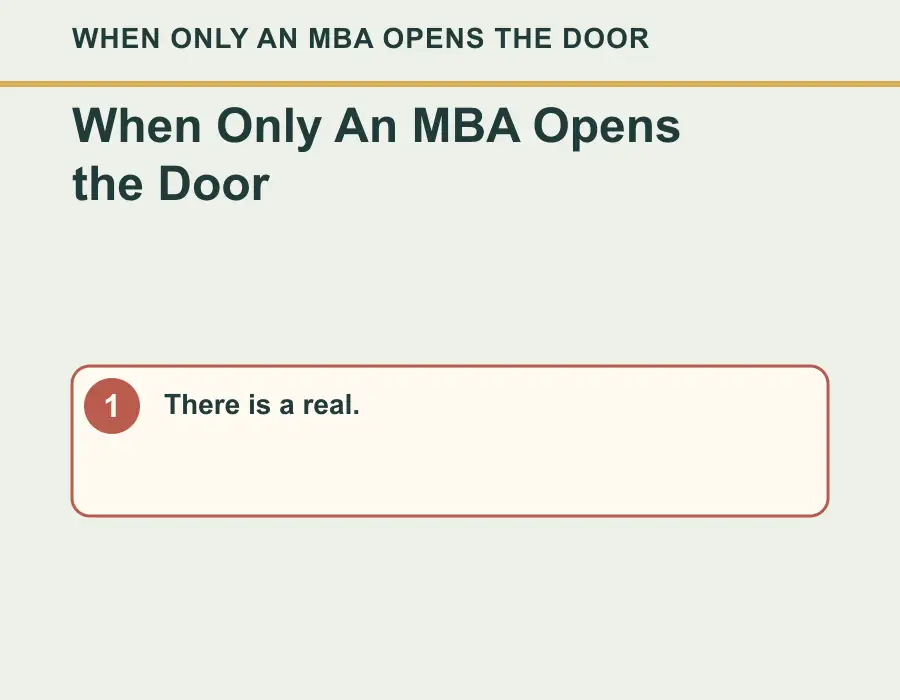 WHEN ONLY AN MBA OPENS THE DOOR
When Only An MBA Opens
the Door
1
There is a real.